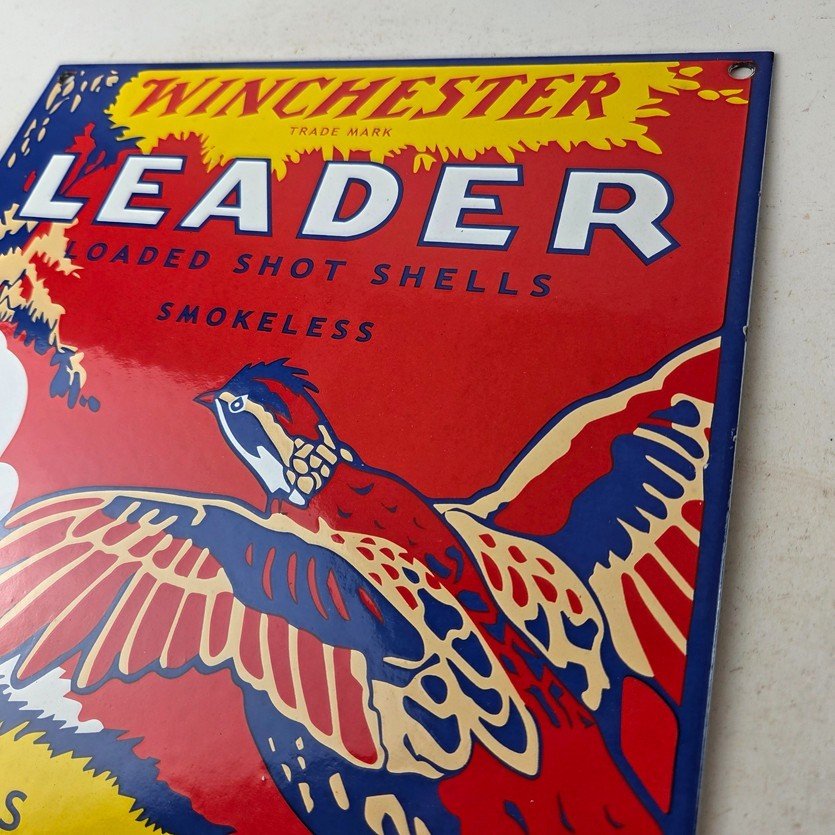 WINCHESTER
TRADE MARK
LEADER
LOADED SHOT SHELLS
SMOKELESS
S